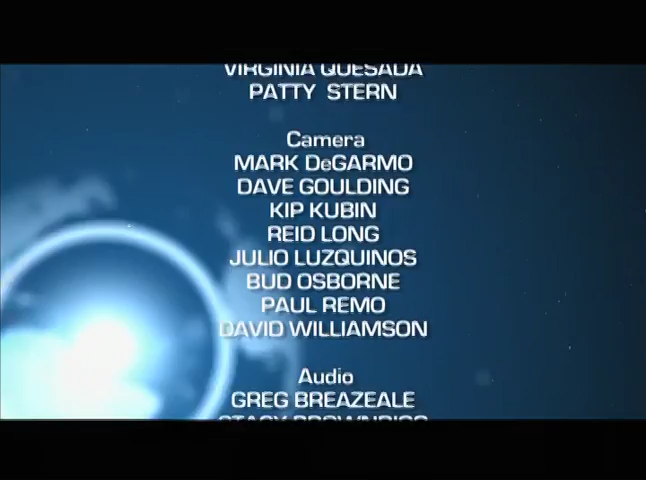 VIRGINIA QUESADA
PATTY STERN
Camera
MARK DeGARMO
DAVE GOULDING
KIP KUBIN
REID LONG
JULIO LUZQUINOS
BUD OSBORNE
PAUL REMO
DAVID WILLIAMSON
Audio
GREG BREAZEALE